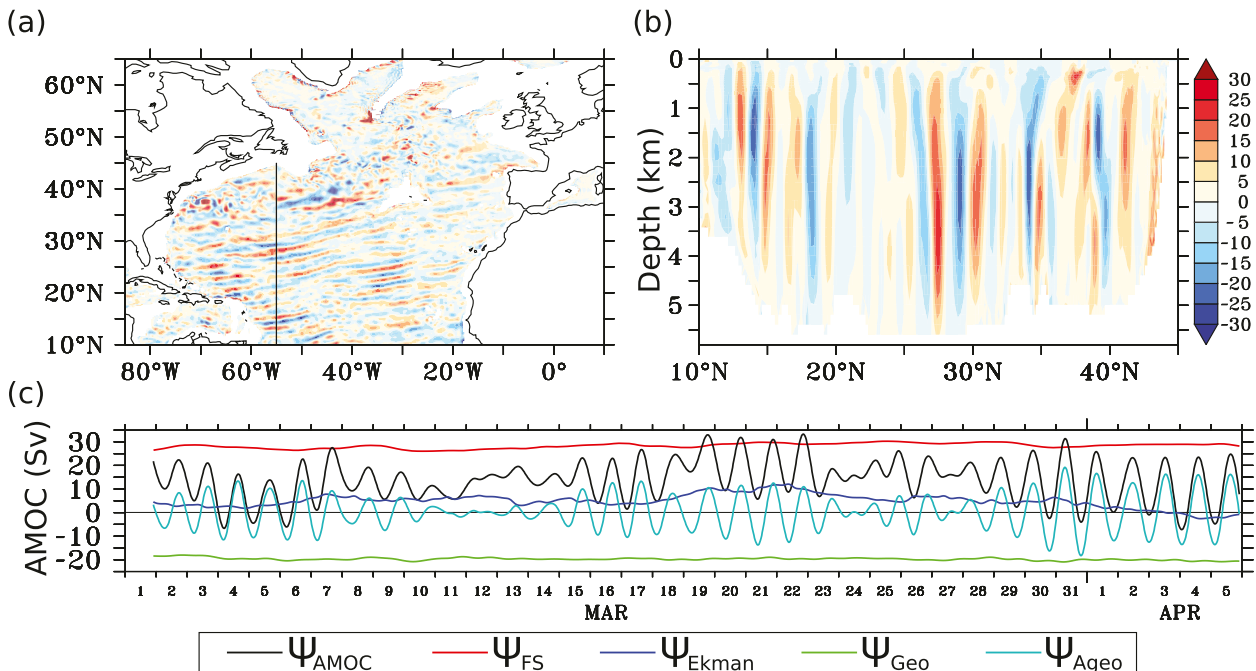 (a)
(b)
60°N
50°N
40°N
30°N
20°N
10°N
80°W 60°W 40°W 20°W 0°
Depth (km)
0
1
2
3
4
5
10°N 20°N 30°N 40°N
30
25
20
15
10
5
0
-5
-10
-15
-20
-25
-30
(c)
AMOC (Sv)
30
20
10
0
-10
-20
1 2 3 4 5 6 7 8 9 10 11 12 13 14 15 16 17 18 19 20 21 22 23 24 25 26 27 28 29 30 31 1 2 3 4 5
MAR APR
Ψ_AMOC Ψ_FS Ψ_Ekman Ψ_Geo Ψ_Ageo